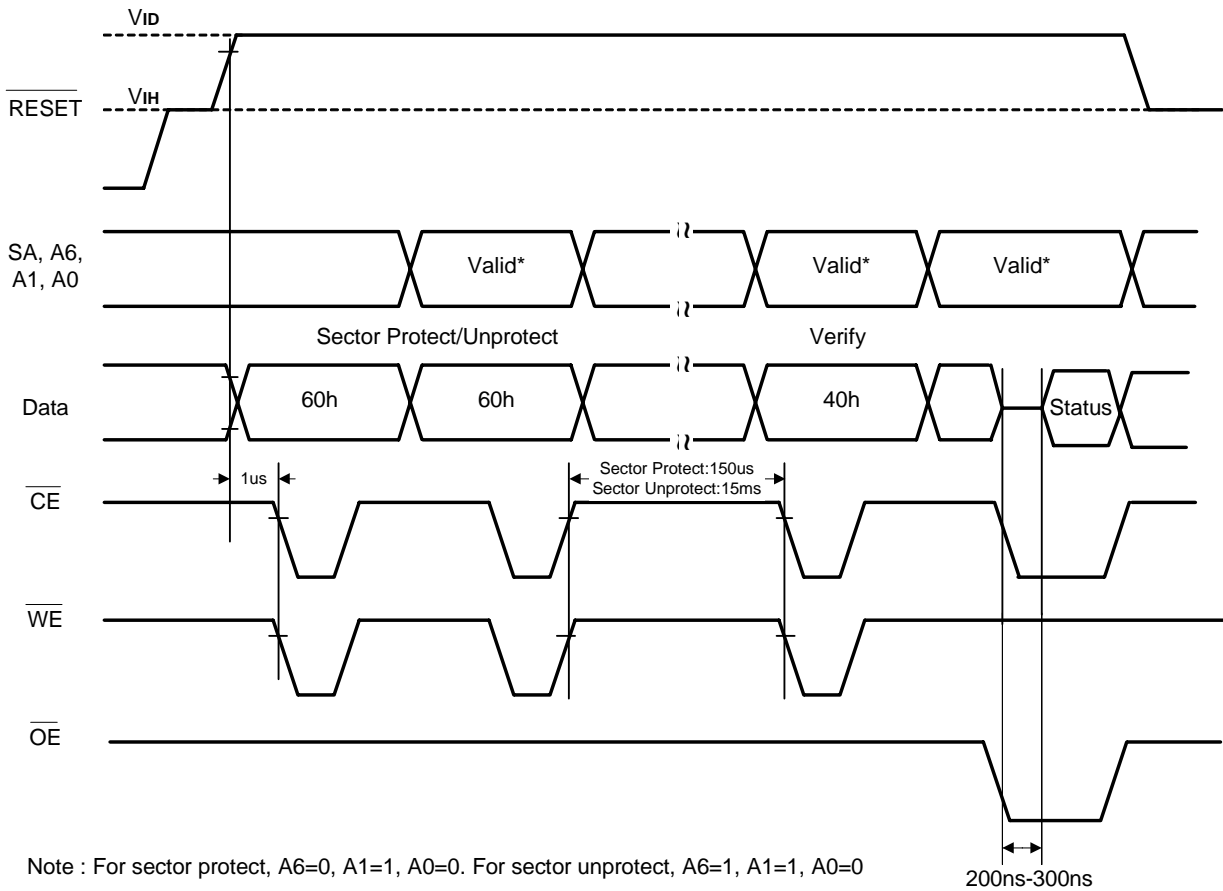 VID
RESET
VIH
SA, A6,
A1, A0
Valid*
Valid*
Valid*
Sector Protect/Unprotect
Verify
Data
60h
60h
40h
Status
1us
Sector Protect:150us
Sector Unprotect:15ms
CE
WE
OE
Note : For sector protect, A6=0, A1=1, A0=0. For sector unprotect, A6=1, A1=1, A0=0
200ns-300ns